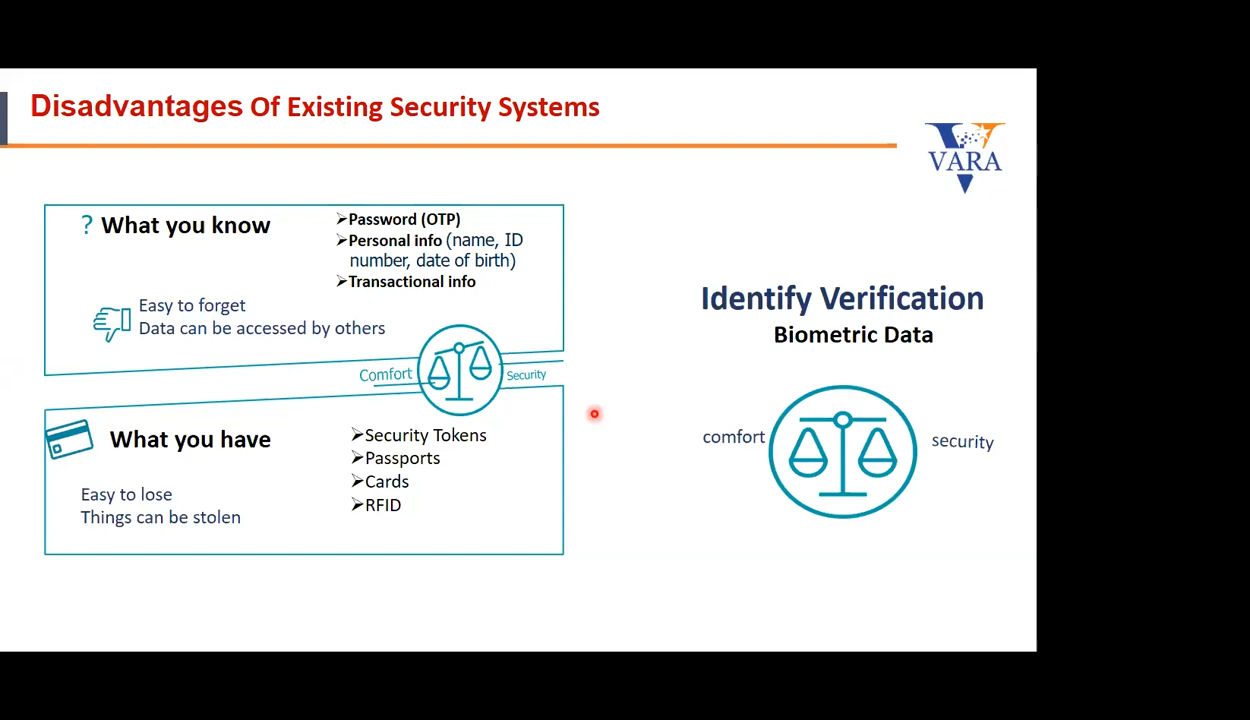 Disadvantages Of Existing Security Systems
VARA
? What you know
➢Password (OTP)
➢Personal info (name, ID
number, date of birth)
➢Transactional info
Easy to forget
Data can be accessed by others
Comfort
Security
What you have
➢Security Tokens
➢Passports
➢Cards
➢RFID
Easy to lose
Things can be stolen
Identify Verification
Biometric Data
comfort
security